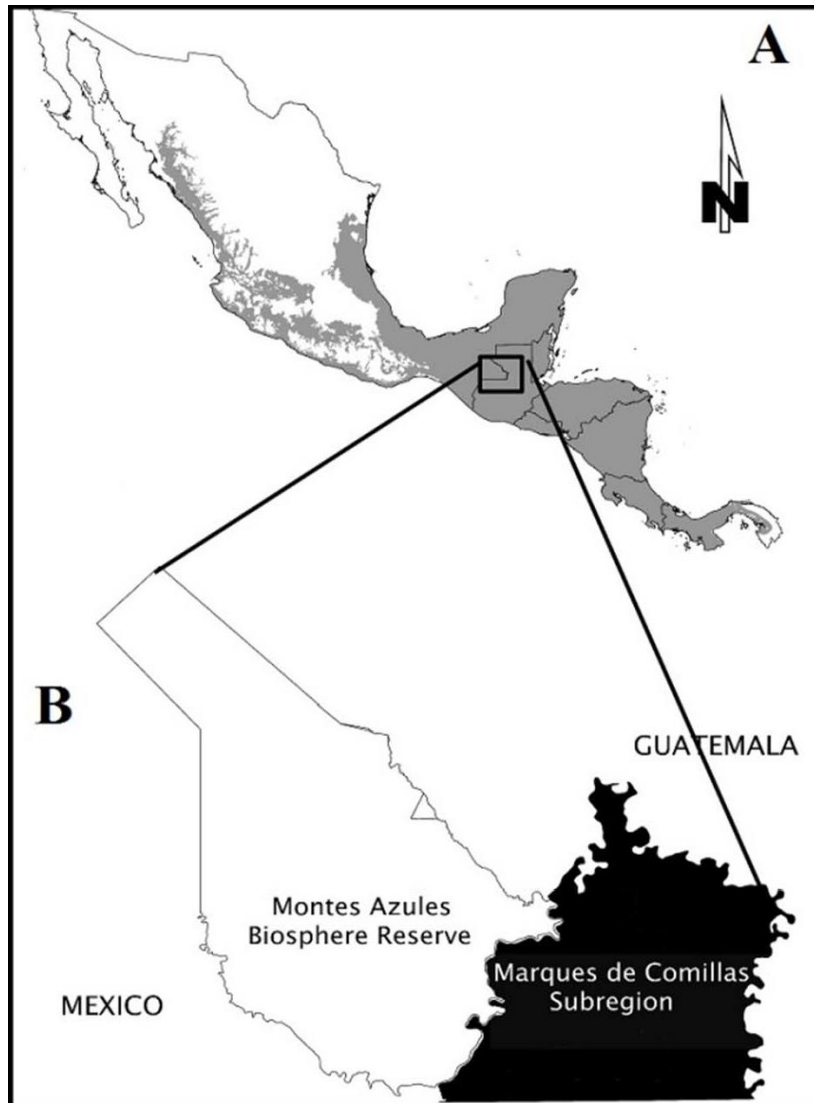 A
N
B
GUATEMALA
Montes Azules
Biosphere Reserve
Marques de Comillas
Subregion
MEXICO